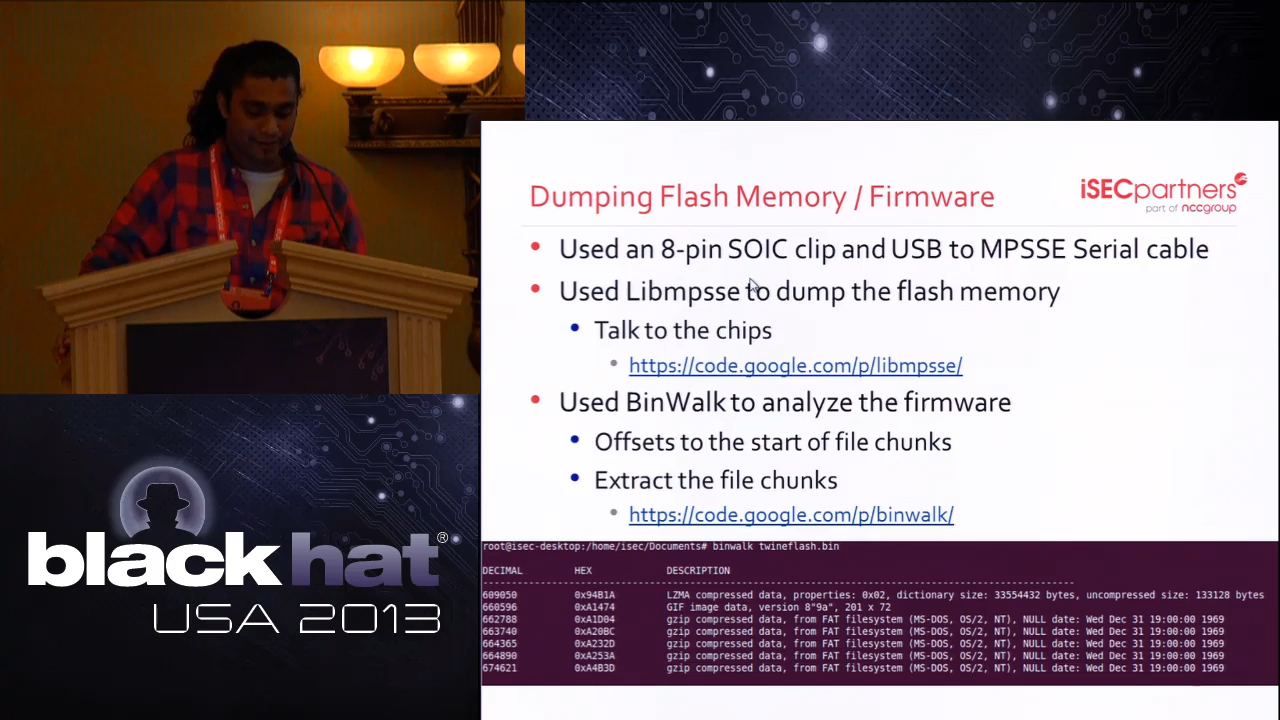 Dumping Flash Memory / Firmware
iSECpartners
part of nccgroup
Used an 8-pin SOIC clip and USB to MPSSE Serial cable
Used Libmpsse to dump the flash memory
Talk to the chips
https://code.google.com/p/libmpsse/
Used BinWalk to analyze the firmware
Offsets to the start of file chunks
Extract the file chunks
https://code.google.com/p/binwalk/
root@isec-desktop:/home/isec/Documents# binwalk twineflash.bin
DECIMAL HEX DESCRIPTION
-------------------------------------------------------------------------------------------------------
609050 0x94B1A LZMA compressed data, properties: 0x02, dictionary size: 33554432 bytes, uncompressed size: 133128 bytes
660596 0xA1474 GIF image data, version 8"9a", 201 x 72
662788 0xA1D04 gzip compressed data, from FAT filesystem (MS-DOS, OS/2, NT), NULL date: Wed Dec 31 19:00:00 1969
663740 0xA20BC gzip compressed data, from FAT filesystem (MS-DOS, OS/2, NT), NULL date: Wed Dec 31 19:00:00 1969
664365 0xA232D gzip compressed data, from FAT filesystem (MS-DOS, OS/2, NT), NULL date: Wed Dec 31 19:00:00 1969
664890 0xA253A gzip compressed data, from FAT filesystem (MS-DOS, OS/2, NT), NULL date: Wed Dec 31 19:00:00 1969
674621 0xA4B3D gzip compressed data, from FAT filesystem (MS-DOS, OS/2, NT), NULL date: Wed Dec 31 19:00:00 1969
blackhat®
USA 2013